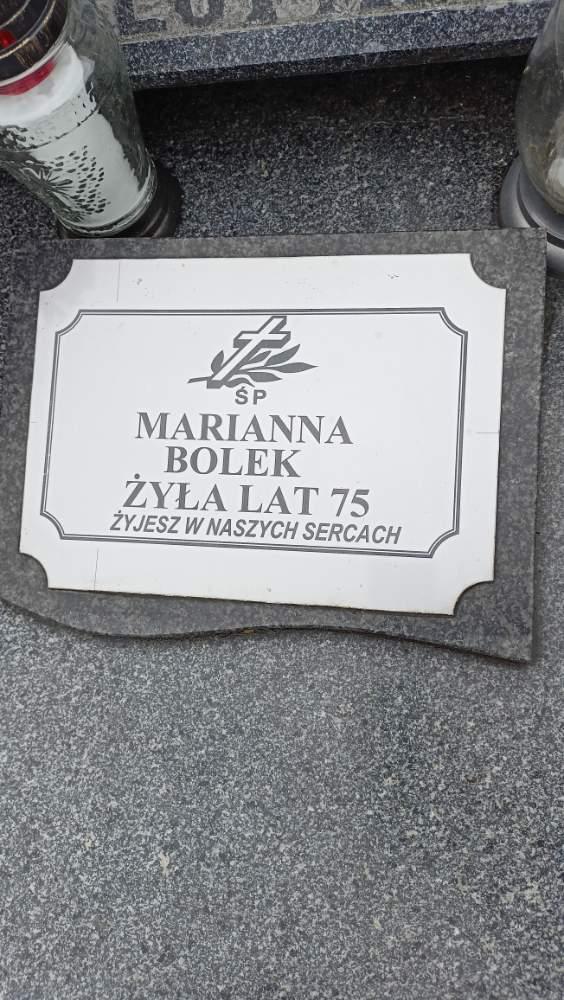 ŚP
MARIANNA
BOLEK
ŻYŁA LAT 75
ŻYJESZ W NASZYCH SERCACH